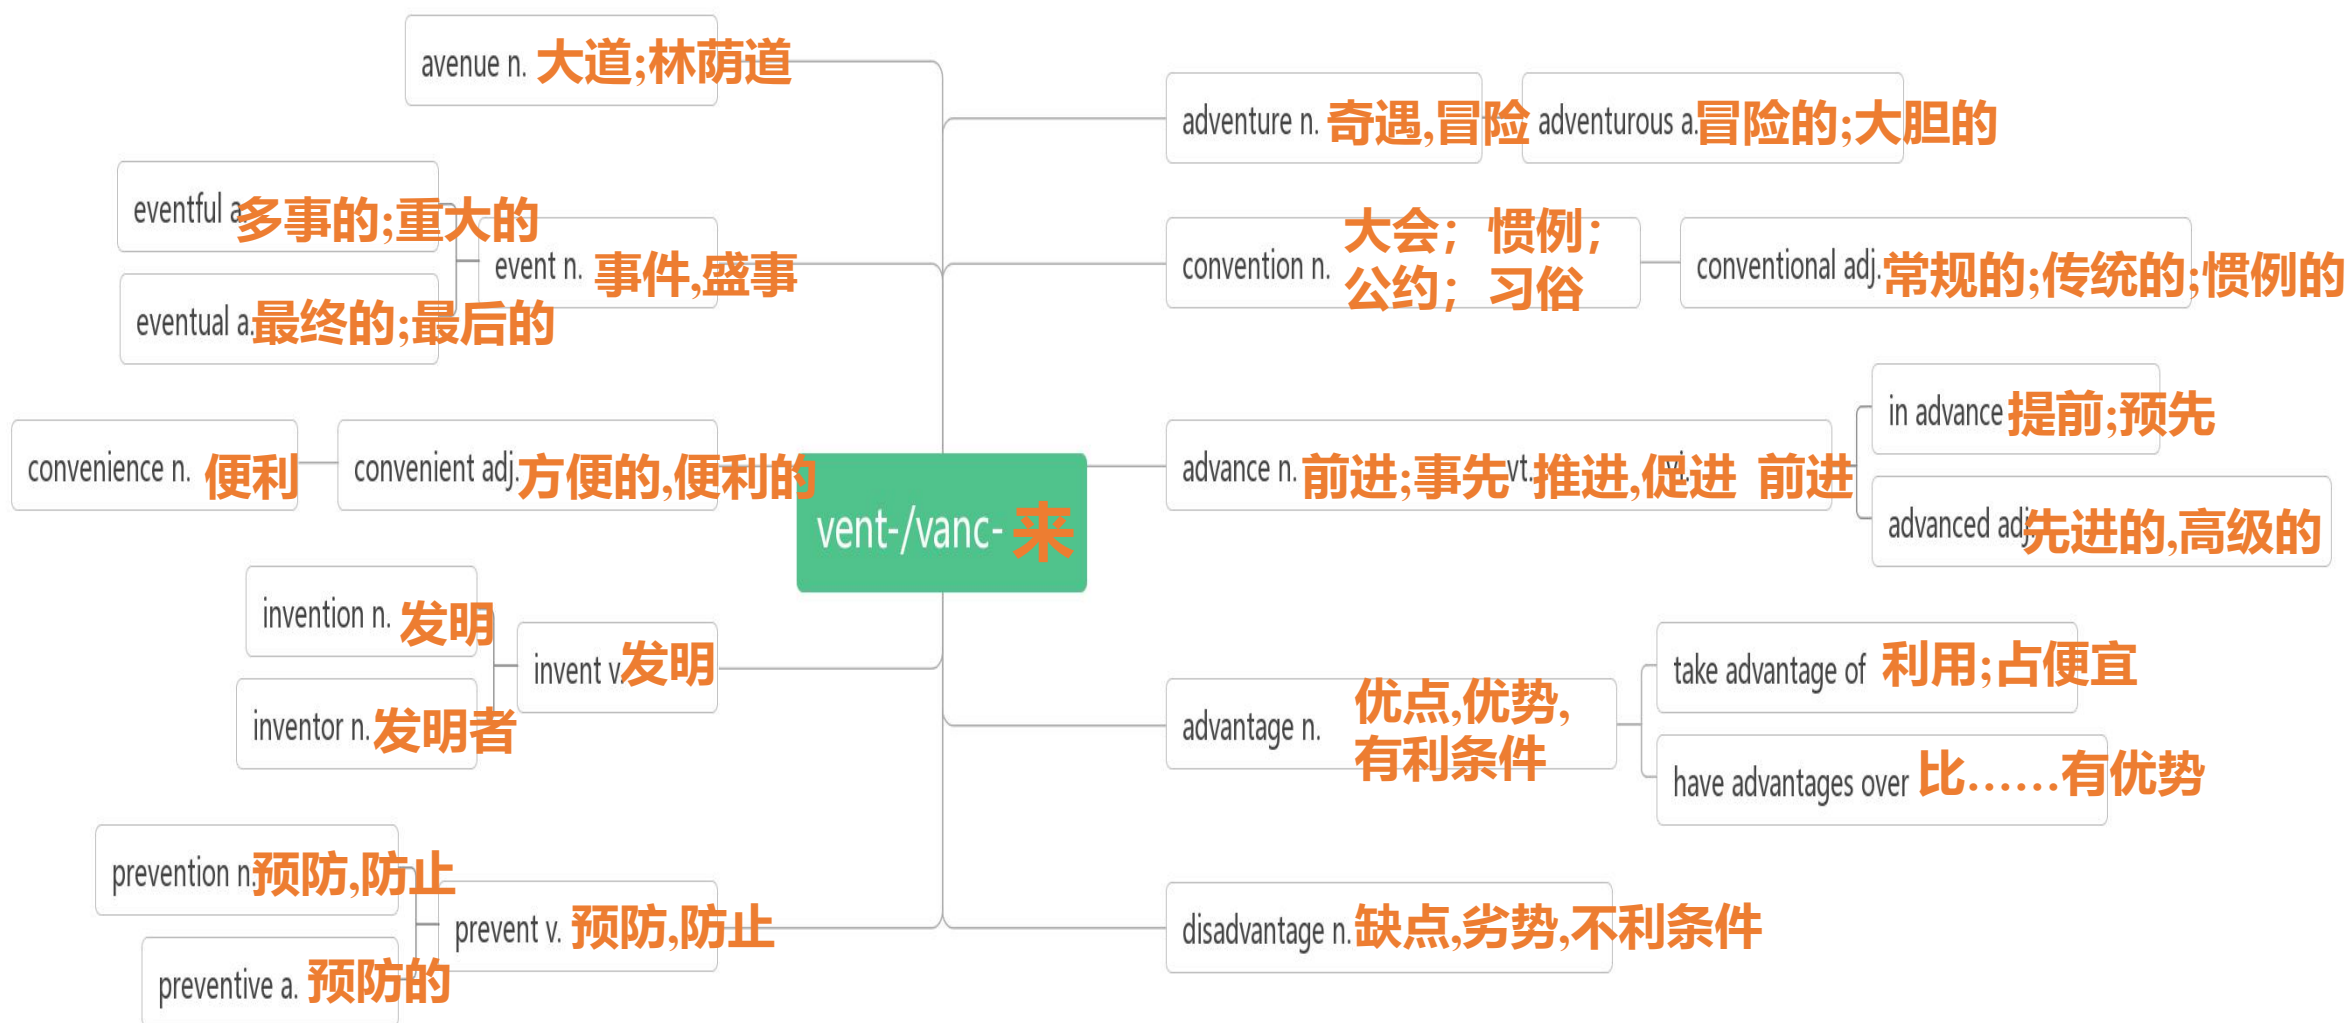 avenue n. 大道;林荫道
eventful a.多事的;重大的
event n. 事件,盛事
eventual a.最终的;最后的
convenience n. 便利
convenient adj.方便的,便利的
invention n. 发明
invent v.发明
inventor n.发明者
prevention n.预防,防止
prevent v. 预防,防止
preventive a. 预防的
vent-/vanc- 来
adventure n. 奇遇,冒险
adventurous a.冒险的;大胆的
convention n. 大会；惯例；
公约；习俗
conventional adj.常规的;传统的;惯例的
advance n. 前进;事先 vt.推进,促进 vi. 前进
in advance 提前;预先
advanced adj.先进的,高级的
advantage n. 优点,优势,
有利条件
take advantage of 利用;占便宜
have advantages over 比……有优势
disadvantage n.缺点,劣势,不利条件